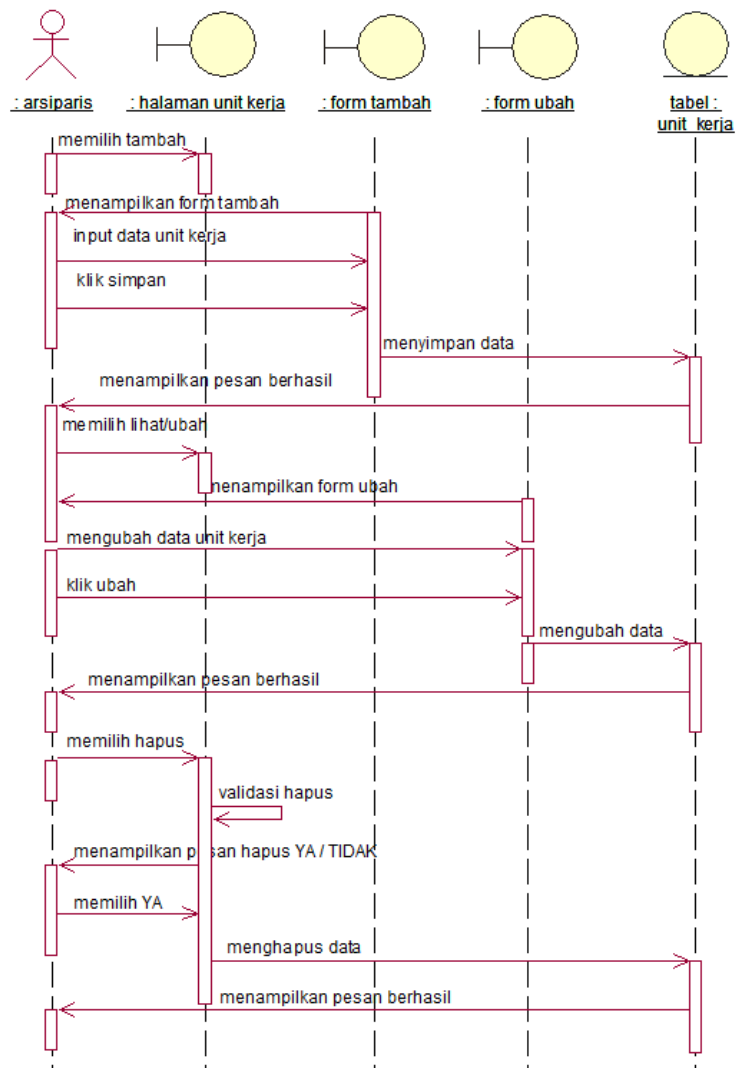 : arsiparis
: halaman unit kerja
: form tambah
: form ubah
tabel :
unit_kerja
memilih tambah
menampilkan form tambah
input data unit kerja
klik simpan
menyimpan data
menampilkan pesan berhasil
memilih lihat/ubah
menampilkan form ubah
mengubah data unit kerja
klik ubah
mengubah data
menampilkan pesan berhasil
memilih hapus
validasi hapus
menampilkan pesan hapus YA / TIDAK
memilih YA
menghapus data
menampilkan pesan berhasil